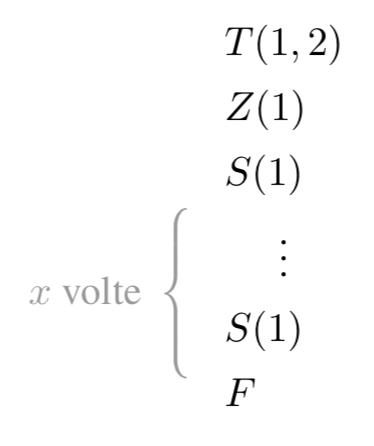 T(1, 2)
Z(1)
S(1)
⋮
x volte {
S(1)
F